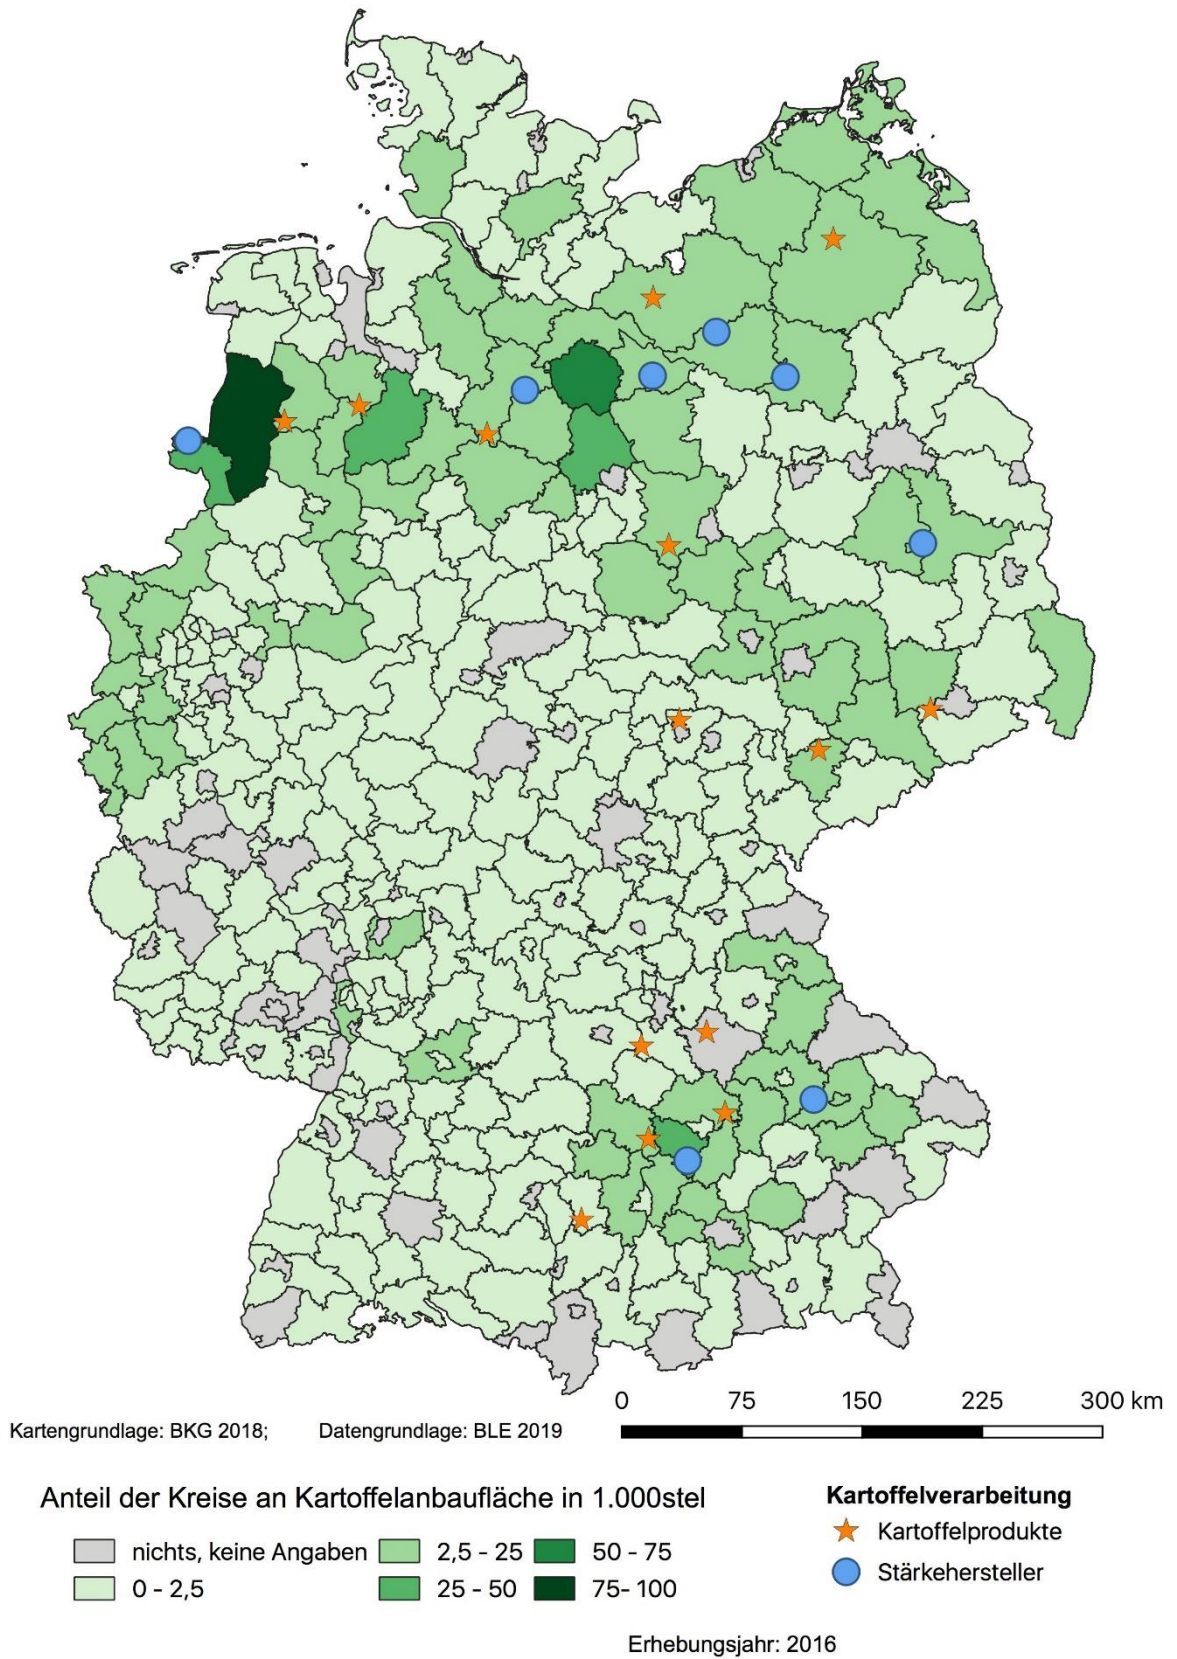 0 75 150 225 300 km
Kartengrundlage: BKG 2018; Datengrundlage: BLE 2019
Anteil der Kreise an Kartoffelanbaufläche in 1.000stel
nichts, keine Angaben 2,5 - 25 50 - 75
0 - 2,5 25 - 50 75- 100
Kartoffelverarbeitung
Kartoffelprodukte
Stärkehersteller
Erhebungsjahr: 2016